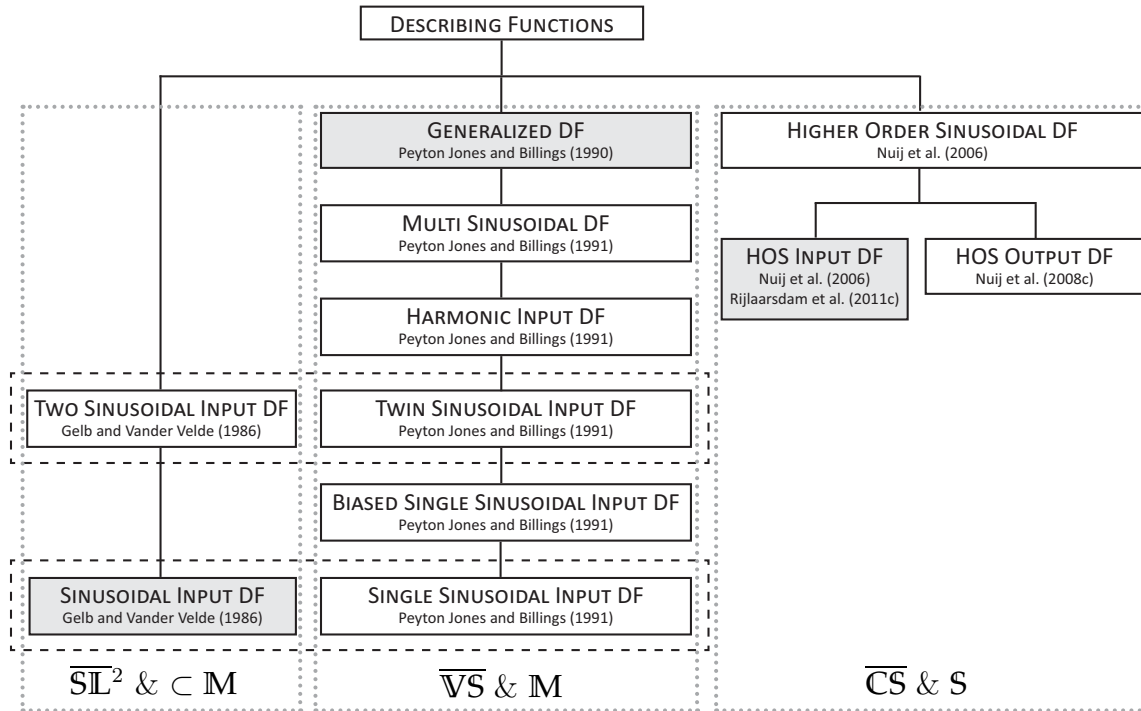 DESCRIBING FUNCTIONS
GENERALIZED DF
Peyton Jones and Billings (1990)
HIGHER ORDER SINUSOIDAL DF
Nuij et al. (2006)
MULTI SINUSOIDAL DF
Peyton Jones and Billings (1991)
HOS INPUT DF
Nuij et al. (2006)
Rijlaarsdam et al. (2011c)
HOS OUTPUT DF
Nuij et al. (2008c)
HARMONIC INPUT DF
Peyton Jones and Billings (1991)
TWO SINUSOIDAL INPUT DF
Gelb and Vander Velde (1986)
TWIN SINUSOIDAL INPUT DF
Peyton Jones and Billings (1991)
BIASED SINGLE SINUSOIDAL INPUT DF
Peyton Jones and Billings (1991)
SINUSOIDAL INPUT DF
Gelb and Vander Velde (1986)
SINGLE SINUSOIDAL INPUT DF
Peyton Jones and Billings (1991)
S̅L̅² & ⊂ 𝕄
V̅S̅ & 𝕄
C̅S̅ & S